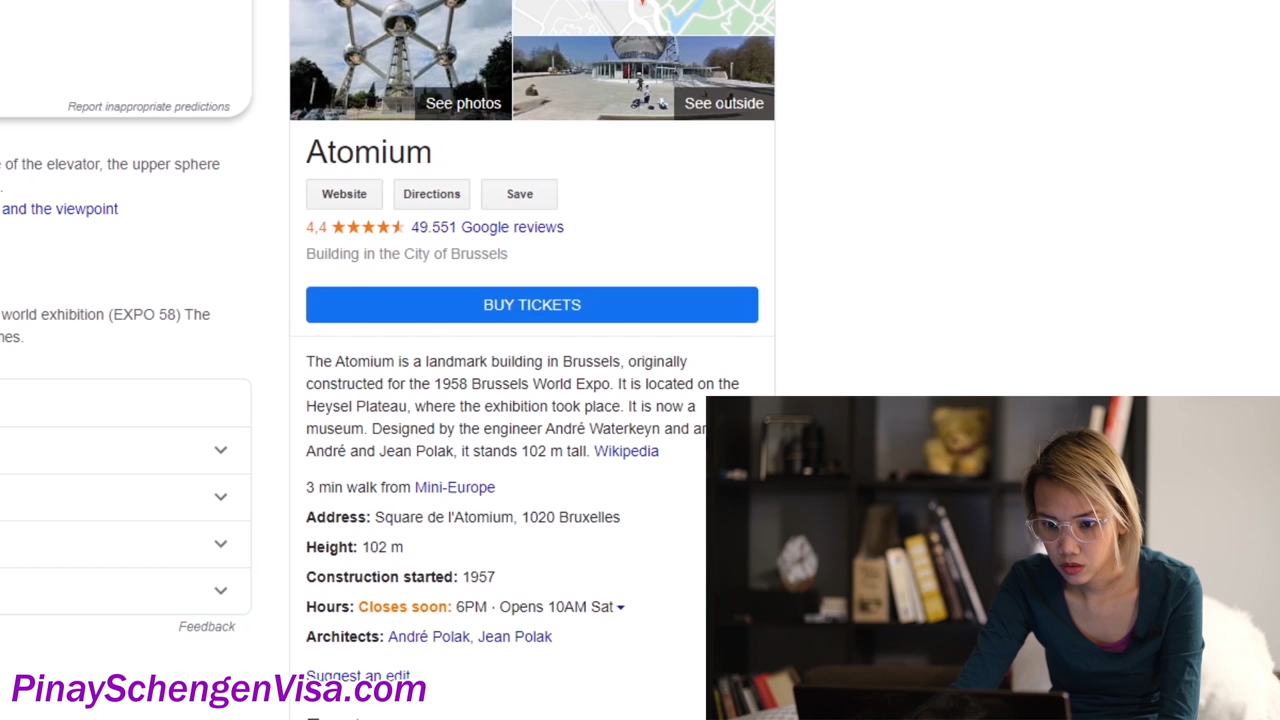 Report inappropriate predictions
of the elevator, the upper sphere
and the viewpoint
world exhibition (EXPO 58) The
Feedback
See photos
See outside
Atomium
Website
Directions
Save
4,4 49.551 Google reviews
Building in the City of Brussels
BUY TICKETS
The Atomium is a landmark building in Brussels, originally
constructed for the 1958 Brussels World Expo. It is located on the
Heysel Plateau, where the exhibition took place. It is now a
museum. Designed by the engineer André Waterkeyn and
André and Jean Polak, it stands 102 m tall. Wikipedia
3 min walk from Mini-Europe
Address: Square de l'Atomium, 1020 Bruxelles
Height: 102 m
Construction started: 1957
Hours: Closes soon: 6PM · Opens 10AM Sat
Architects: André Polak, Jean Polak
Suggest an edit
PinaySchengenVisa.com